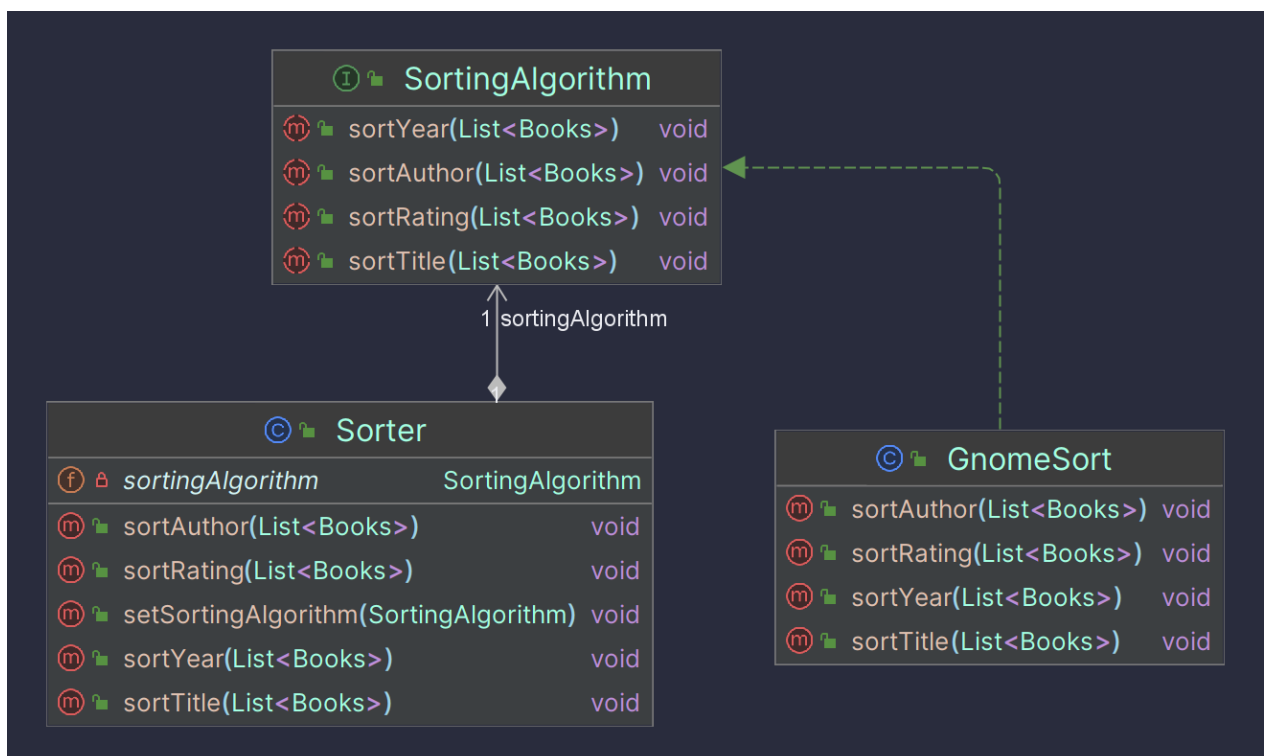 SortingAlgorithm
sortYear(List<Books>) void
sortAuthor(List<Books>) void
sortRating(List<Books>) void
sortTitle(List<Books>) void
1 sortingAlgorithm
1
Sorter
sortingAlgorithm SortingAlgorithm
sortAuthor(List<Books>) void
sortRating(List<Books>) void
setSortingAlgorithm(SortingAlgorithm) void
sortYear(List<Books>) void
sortTitle(List<Books>) void
GnomeSort
sortAuthor(List<Books>) void
sortRating(List<Books>) void
sortYear(List<Books>) void
sortTitle(List<Books>) void